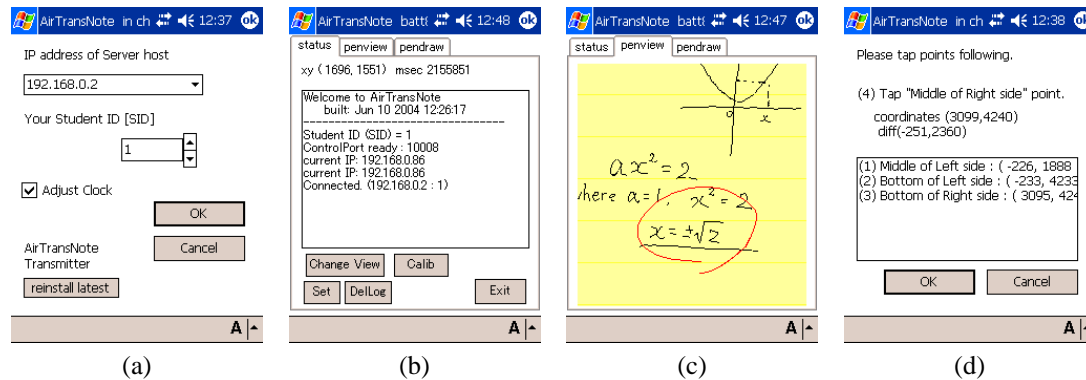 AirTransNote in ch 12:37 ok
IP address of Server host
192.168.0.2
Your Student ID [SID]
1
Adjust Clock
OK
AirTransNote
Transmitter
Cancel
reinstall latest
A
(a)
AirTransNote batt( 12:48 ok
status penview pendraw
xy ( 1696, 1551) msec 2155851
Welcome to AirTransNote
built: Jun 10 2004 12:26:17
------------------------------------------------
Student ID (SID) = 1
ControlPort ready : 10008
current IP: 192.168.0.86
current IP: 192.168.0.86
Connected. (192.168.0.2 : 1)
Change View Calib
Set DelLog Exit
A
(b)
AirTransNote batt( 12:47 ok
status penview pendraw
0 x
ax² = 2
where a = 1, x² = 2
x = ±√2
A
(c)
AirTransNote in ch 12:38 ok
Please tap points following.
(4) Tap "Middle of Right side" point.
coordinates (3099,4240)
diff(-251,2360)
(1) Middle of Left side : ( -226, 1888
(2) Bottom of Left side : ( -233, 4233
(3) Bottom of Right side : ( 3095, 424
OK Cancel
A
(d)